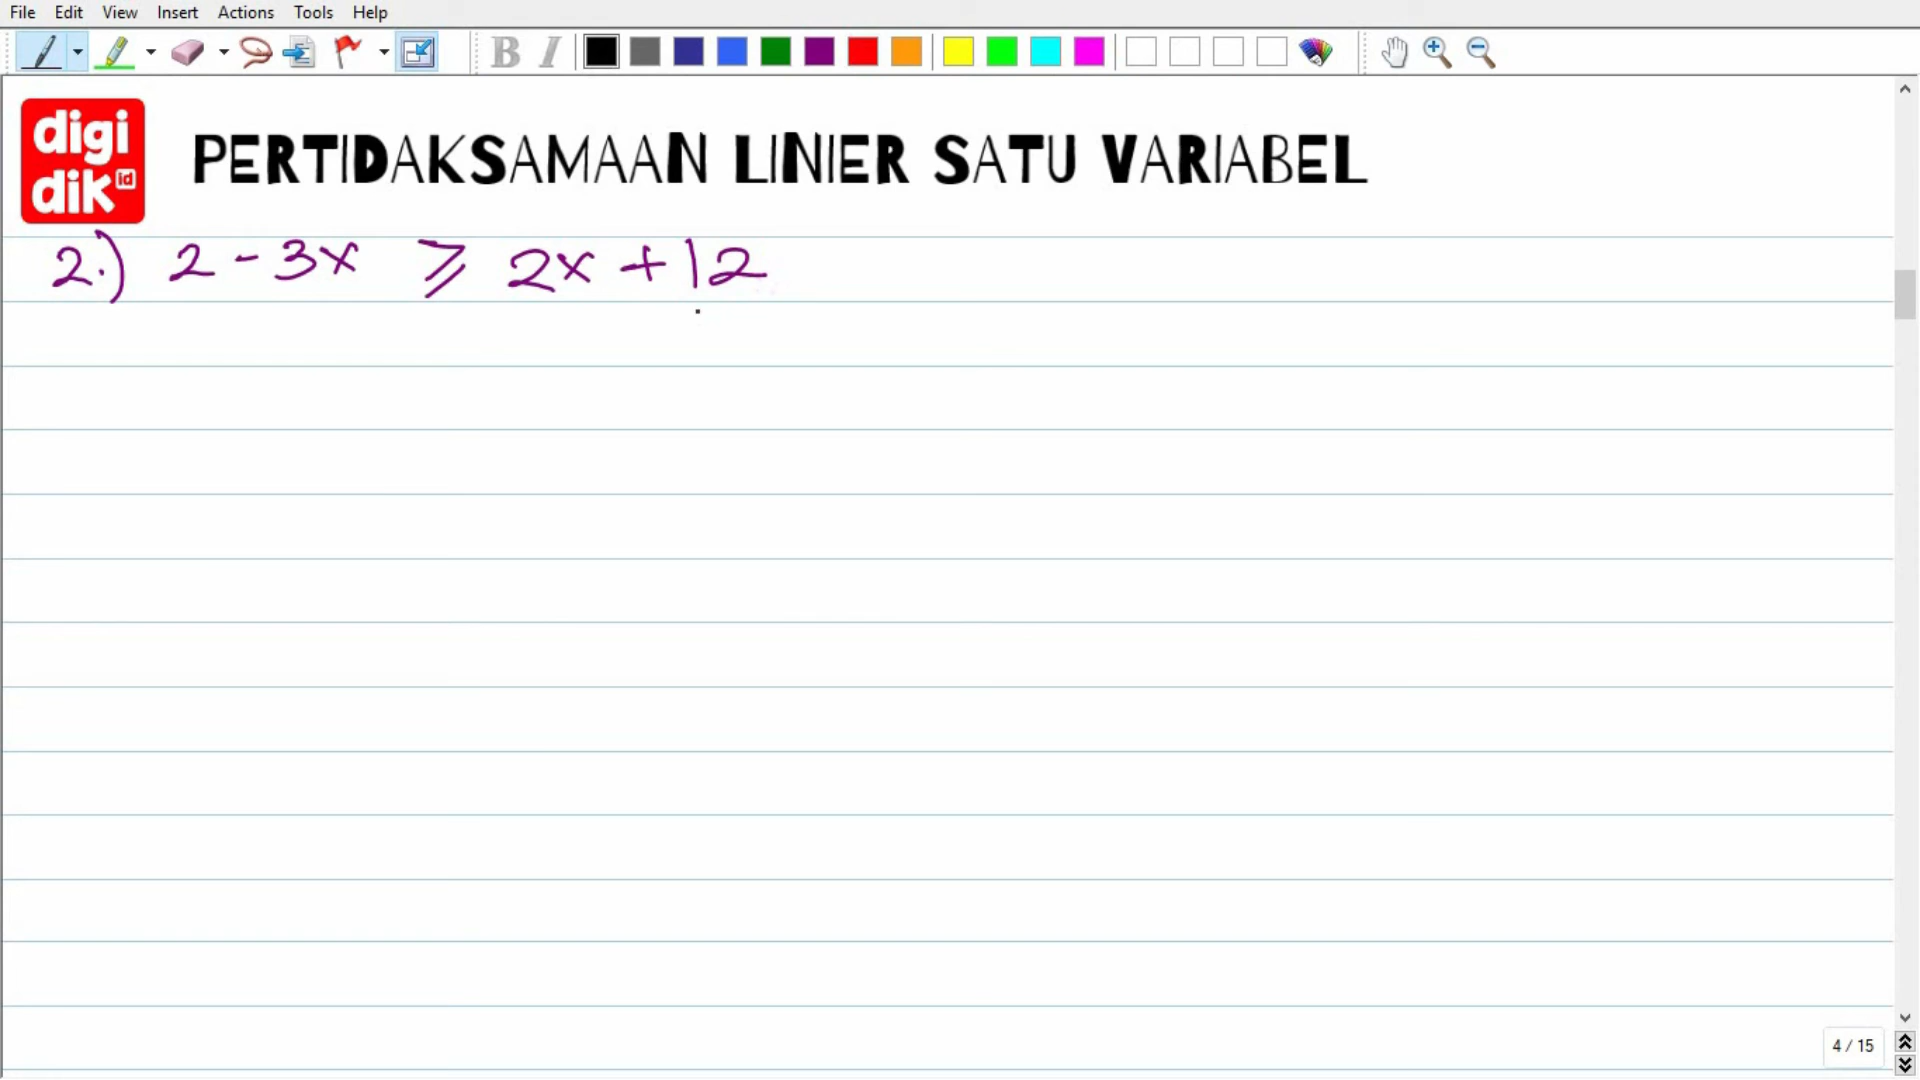 File Edit View Insert Actions Tools Help
B I
digi
dik id
PERTIDAKSAMAAN LINIER SATU VARIABEL
2.) 2 - 3x ⩾ 2x + 12
4 / 15